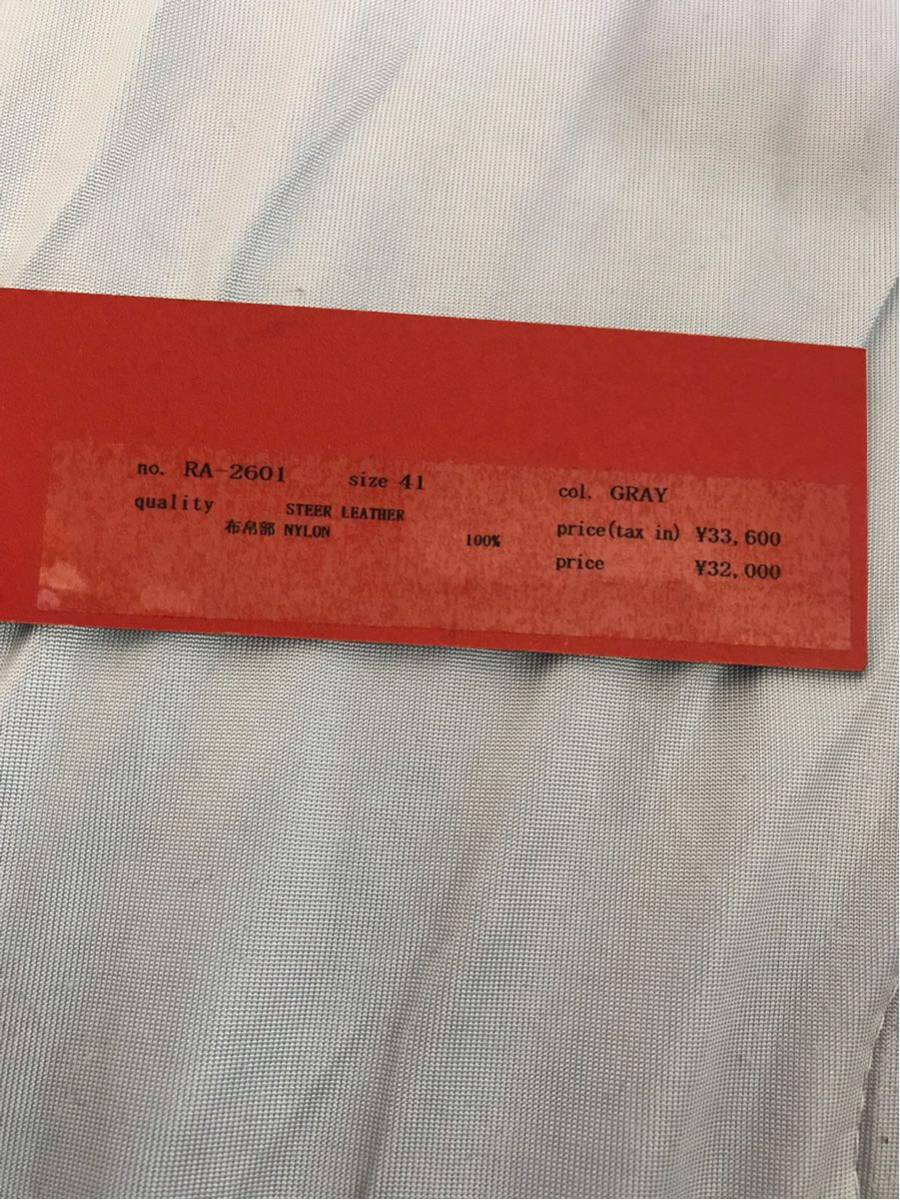 no. RA-2601 size 41
quality STEER LEATHER
布帛部 NYLON 100%
col. GRAY
price(tax in) ¥33,600
price ¥32,000